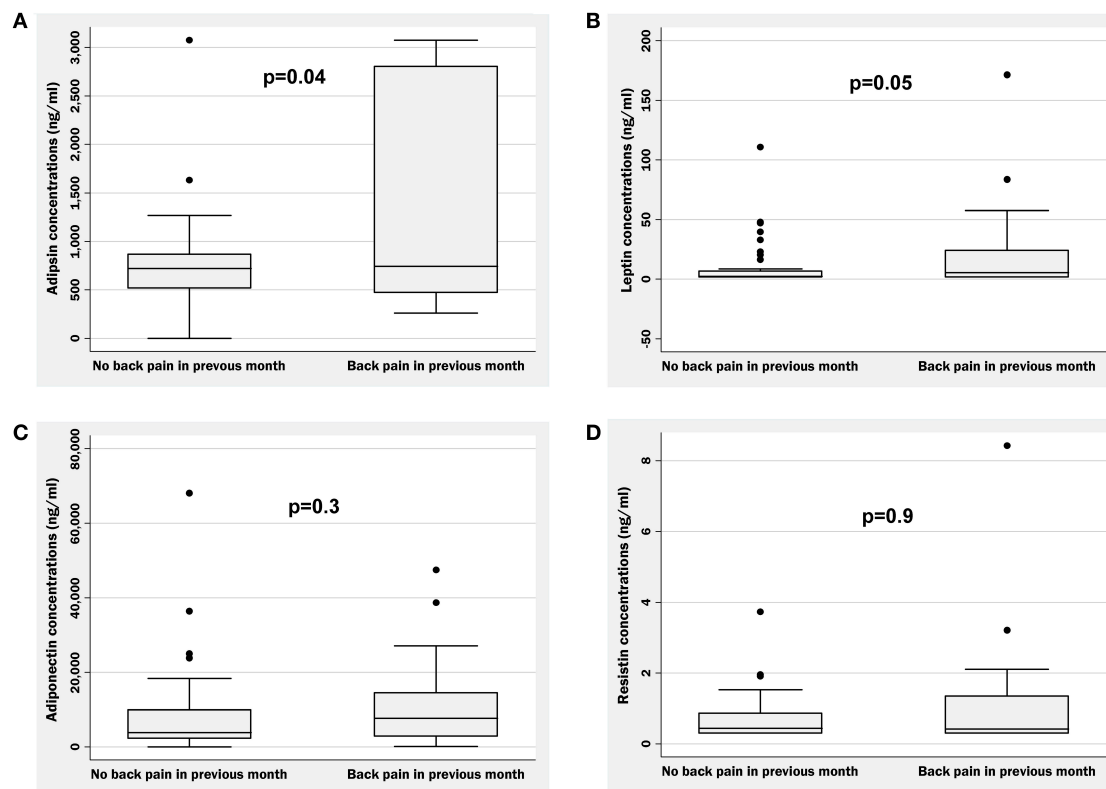 A
Adipsin concentrations (ng/ml)
3,000
2,500
2,000
1,500
1,000
500
0
p=0.04
No back pain in prevous month
Back pain in prevous month
B
Leptin concentrations (ng/ml)
200
150
100
50
0
-50
p=0.05
No back pain in prevous month
Back pain in previous month
C
Adiponectin concentrations (ng/ml)
80,000
60,000
40,000
20,000
0
p=0.3
No back pain in previous month
Back pain in previous month
D
Resistin concentrations (ng/ml)
8
6
4
2
0
p=0.9
No back pain in previous month
Back pain in previous month